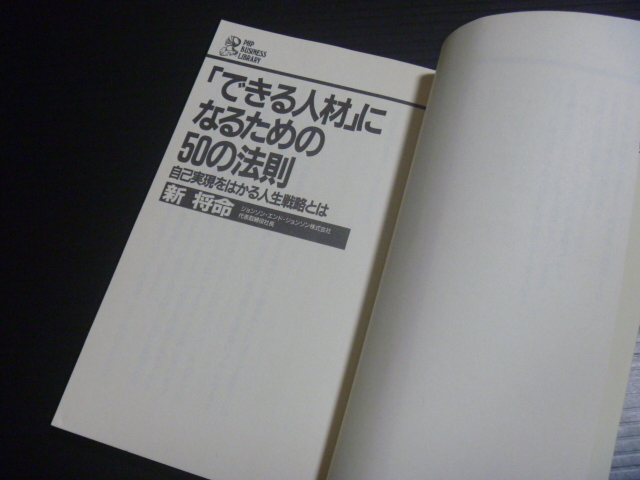 PHP
BUSINESS
LIBRARY
「できる人材」に
なるための
50の法則
自己実現をはかる人生戦略とは
新 将命
ジョンソン・エンド・ジョンソン株式会社
代表取締役社長